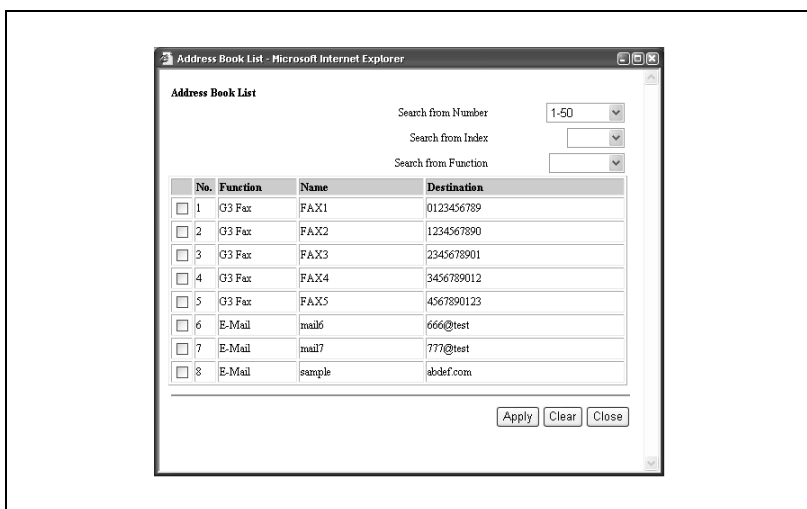 Address Book List - Microsoft Internet Explorer
Address Book List
Search from Number 1-50
Search from Index
Search from Function
No. Function Name Destination
1 G3 Fax FAX1 0123456789
2 G3 Fax FAX2 1234567890
3 G3 Fax FAX3 2345678901
4 G3 Fax FAX4 3456789012
5 G3 Fax FAX5 4567890123
6 E-Mail mail6 666@test
7 E-Mail mail7 777@test
8 E-Mail sample abdef.com
Apply Clear Close